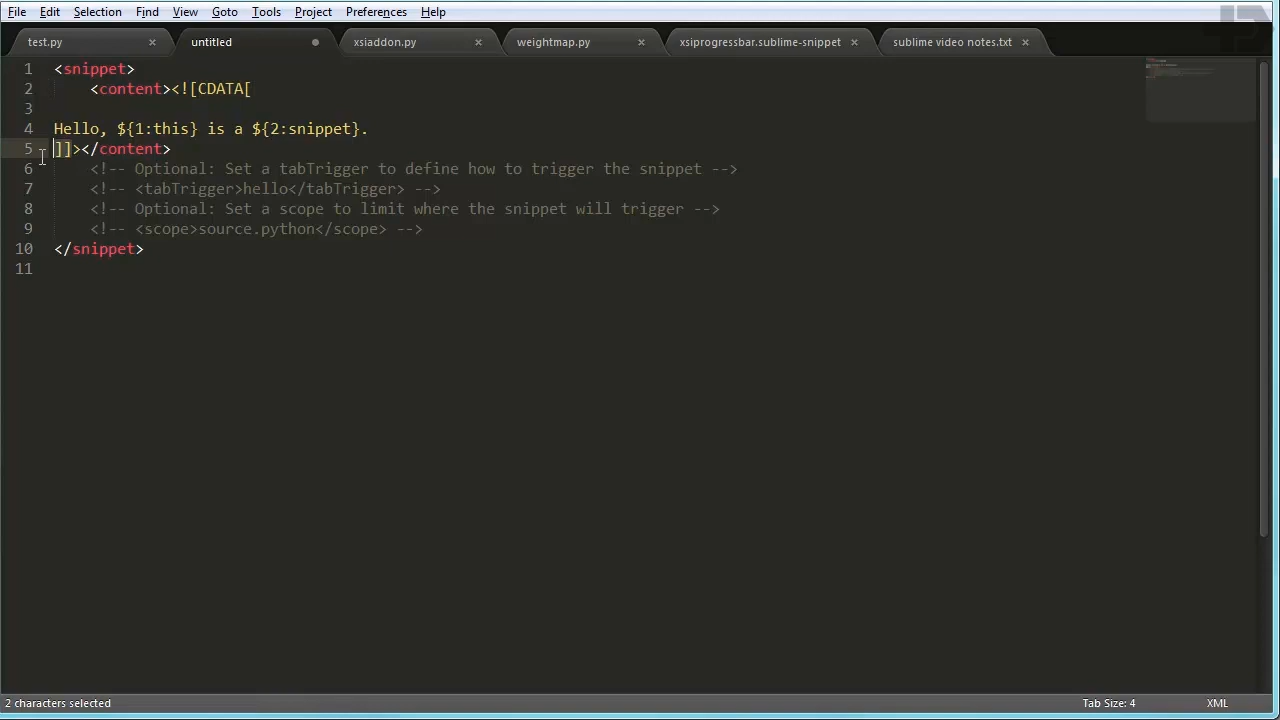 File Edit Selection Find View Goto Tools Project Preferences Help
test.py × untitled xsiaddon.py × weightmap.py × xsiprogressbar.sublime-snippet × sublime video notes.txt ×
1 <snippet>
2 <content><![CDATA[
3
4 Hello, ${1:this} is a ${2:snippet}.
5 ]]></content>
6 <!-- Optional: Set a tabTrigger to define how to trigger the snippet -->
7 <!-- <tabTrigger>hello</tabTrigger> -->
8 <!-- Optional: Set a scope to limit where the snippet will trigger -->
9 <!-- <scope>source.python</scope> -->
10 </snippet>
11
2 characters selected Tab Size: 4 XML